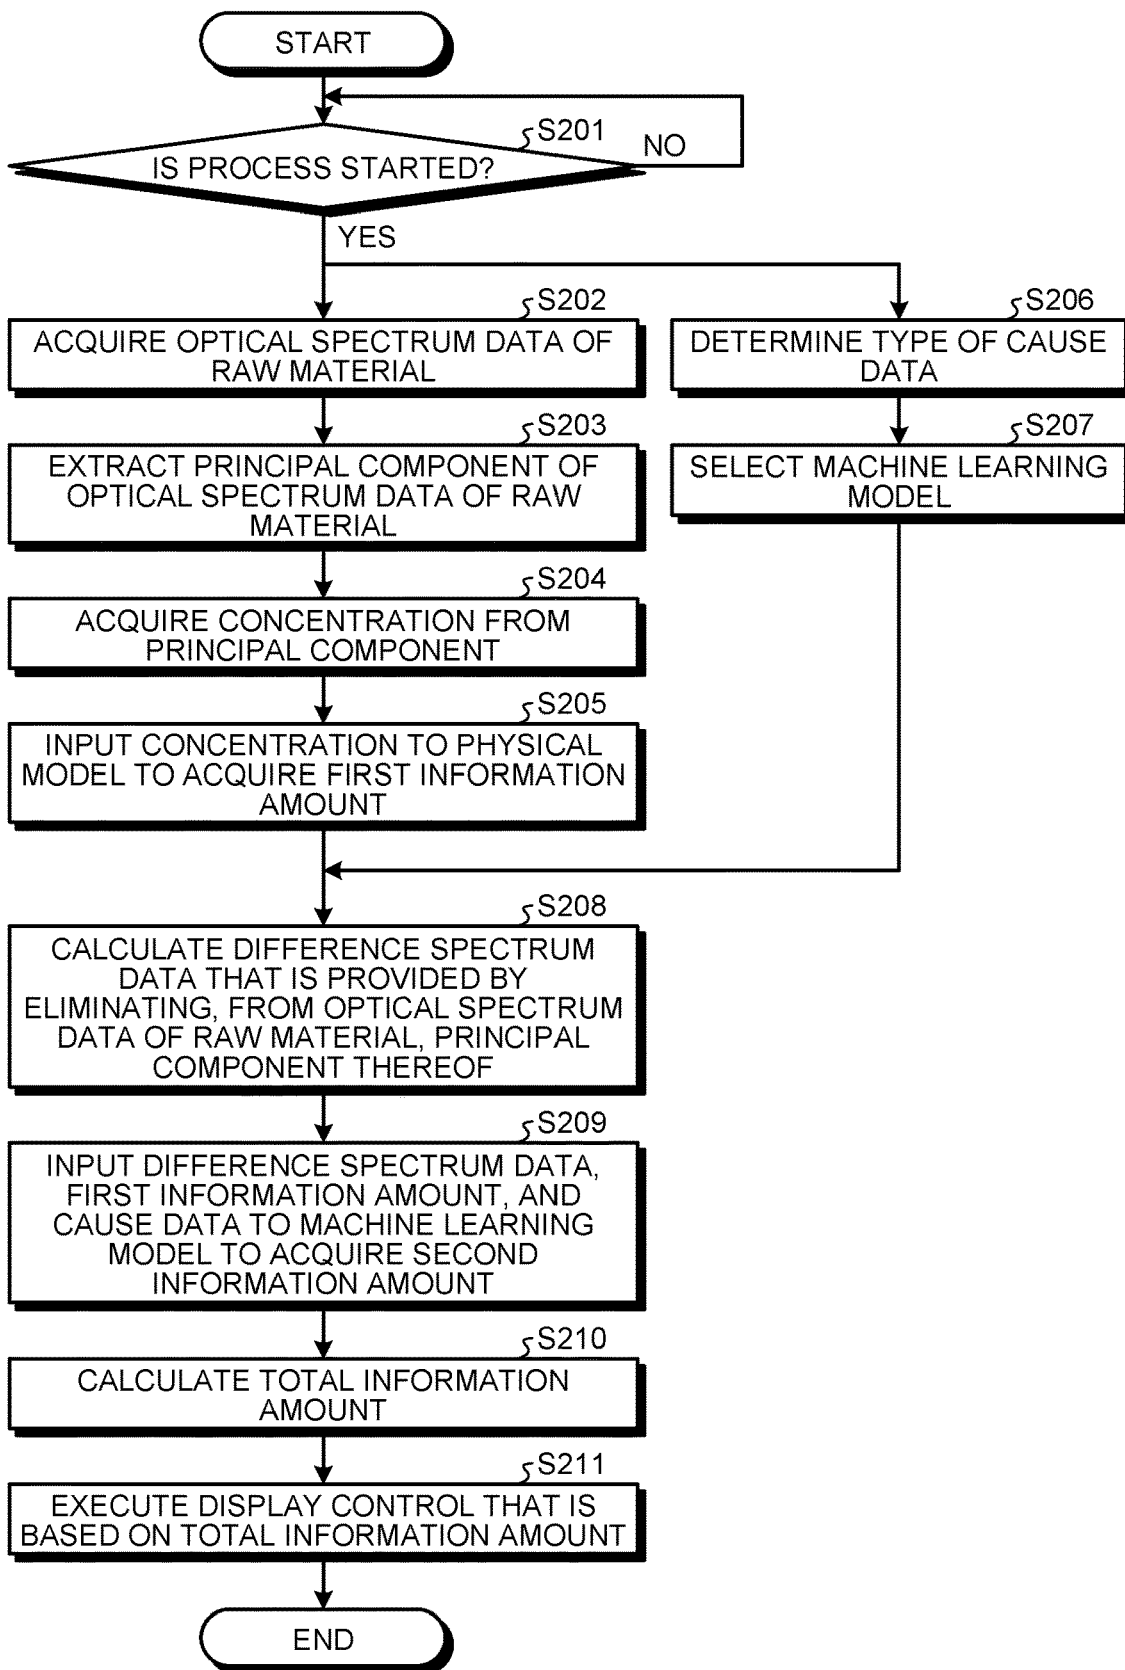 START
S201
IS PROCESS STARTED?
NO
YES
S202
ACQUIRE OPTICAL SPECTRUM DATA OF
RAW MATERIAL
S203
EXTRACT PRINCIPAL COMPONENT OF
OPTICAL SPECTRUM DATA OF RAW
MATERIAL
S204
ACQUIRE CONCENTRATION FROM
PRINCIPAL COMPONENT
S205
INPUT CONCENTRATION TO PHYSICAL
MODEL TO ACQUIRE FIRST INFORMATION
AMOUNT
S206
DETERMINE TYPE OF CAUSE
DATA
S207
SELECT MACHINE LEARNING
MODEL
S208
CALCULATE DIFFERENCE SPECTRUM
DATA THAT IS PROVIDED BY
ELIMINATING, FROM OPTICAL SPECTRUM
DATA OF RAW MATERIAL, PRINCIPAL
COMPONENT THEREOF
S209
INPUT DIFFERENCE SPECTRUM DATA,
FIRST INFORMATION AMOUNT, AND
CAUSE DATA TO MACHINE LEARNING
MODEL TO ACQUIRE SECOND
INFORMATION AMOUNT
S210
CALCULATE TOTAL INFORMATION
AMOUNT
S211
EXECUTE DISPLAY CONTROL THAT IS
BASED ON TOTAL INFORMATION AMOUNT
END